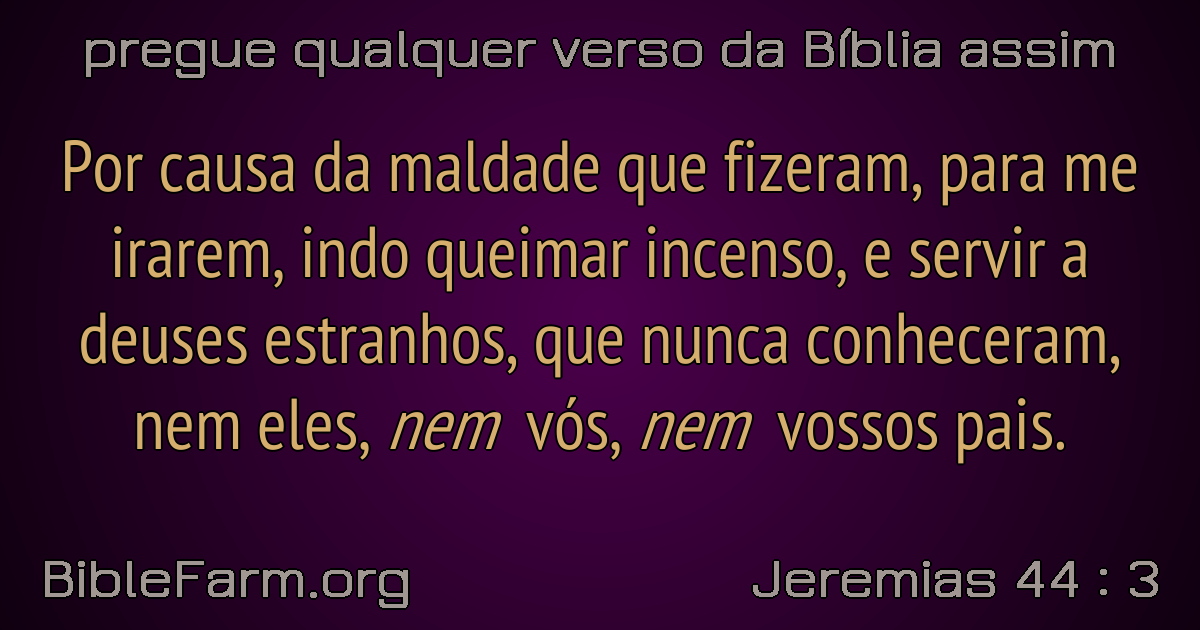 pregue qualquer verso da Bíblia assim
Por causa da maldade que fizeram, para me
irarem, indo queimar incenso, e servir a
deuses estranhos, que nunca conheceram,
nem eles, nem vós, nem vossos pais.
BibleFarm.org
Jeremias 44 : 3